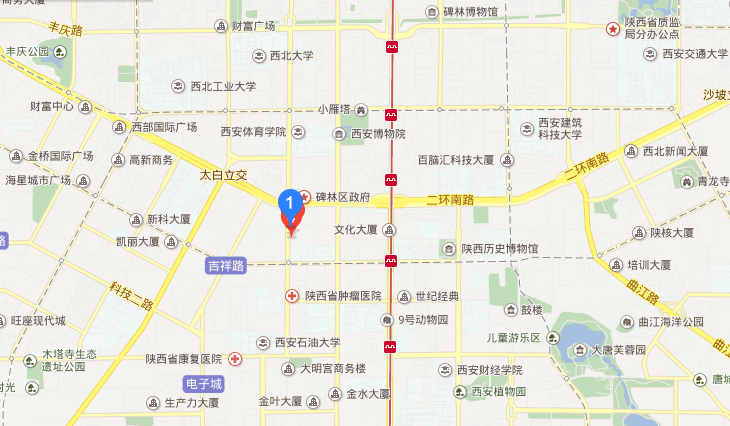 商务大厦
碑林博物馆
陕西省质监
局分办公点
丰庆路
财富广场
丰庆公园
西北大学
西安交通大学
西北工业大学
沙坡立
财富中心
小雁塔
西部国际广场
西安体育学院
西安博物院
西安建筑
科技大学
金桥国际广场
高新商务
百脑汇科技大厦
西北新闻大厦
二环南路
海星城市广场
太白立交
青龙寺
碑林区政府
二环南路
1
新科大厦
文化大厦
陕核大厦
路
凯丽大厦
陕西历史博物馆
吉祥路
培训大厦
科技二路
曲江路
陕西省肿瘤医院
世纪经典
鼓楼
旺座现代城
9号动物园
曲江海洋公园
曲江
西安石油大学
儿童游乐区
大唐芙蓉园
木塔寺生态
遗址公园
陕西省康复医院
大明宫商务楼
西安财经学院
时光
电子城
唐城
生产力大厦
金叶大厦
金水大厦
西安植物园